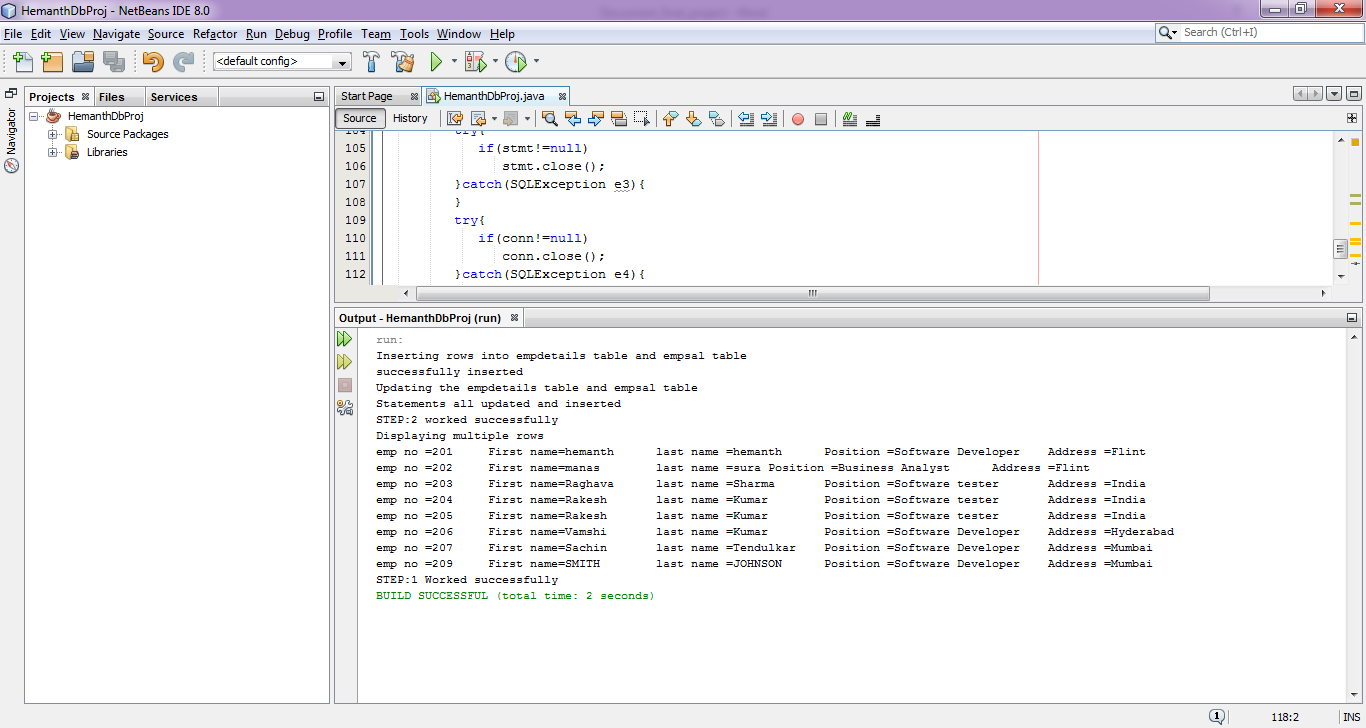 HemanthDbProj - NetBeans IDE 8.0
File Edit View Navigate Source Refactor Run Debug Profile Team Tools Window Help
Search (Ctrl+I)
<default config>
Projects Files Services
Start Page HemanthDbProj.java
Navigator
HemanthDbProj
Source Packages
Libraries
Source History
104 try{
105 if(stmt!=null)
106 stmt.close();
107 }catch(SQLException e3){
108 }
109 try{
110 if(conn!=null)
111 conn.close();
112 }catch(SQLException e4){
Output - HemanthDbProj (run)
run:
Inserting rows into empdetails table and empsal table
successfully inserted
Updating the empdetails table and empsal table
Statements all updated and inserted
STEP:2 worked successfully
Displaying multiple rows
emp no =201 First name=hemanth last name =hemanth Position =Software Developer Address =Flint
emp no =202 First name=manas last name =sura Position =Business Analyst Address =Flint
emp no =203 First name=Raghava last name =Sharma Position =Software tester Address =India
emp no =204 First name=Rakesh last name =Kumar Position =Software tester Address =India
emp no =205 First name=Rakesh last name =Kumar Position =Software tester Address =India
emp no =206 First name=Vamshi last name =Kumar Position =Software Developer Address =Hyderabad
emp no =207 First name=Sachin last name =Tendulkar Position =Software Developer Address =Mumbai
emp no =209 First name=SMITH last name =JOHNSON Position =Software Developer Address =Mumbai
STEP:1 Worked successfully
BUILD SUCCESSFUL (total time: 2 seconds)
1 118:2 INS